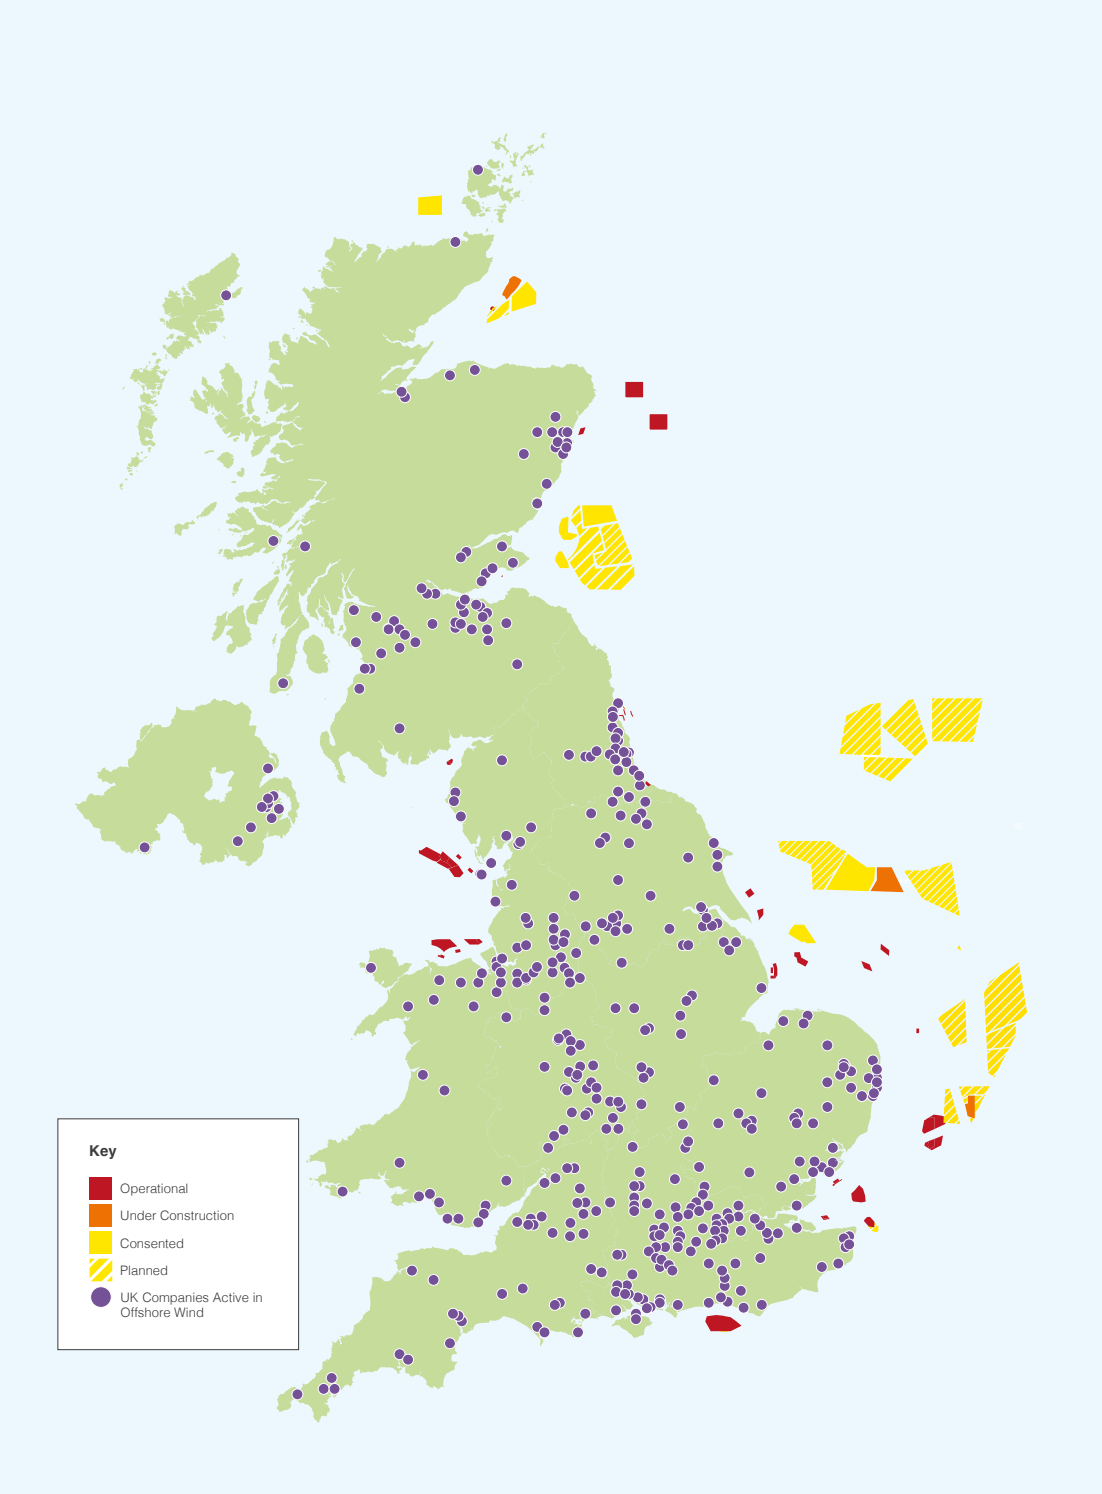 Key
Operational
Under Construction
Consented
Planned
UK Companies Active in
Offshore Wind